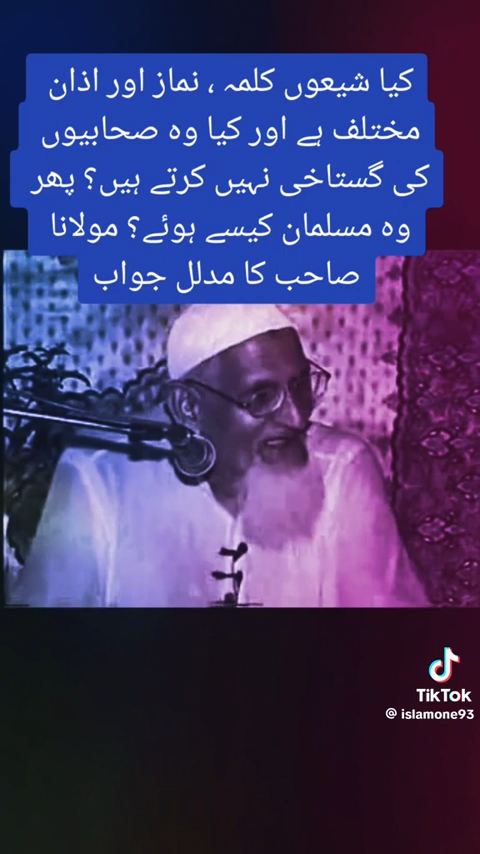 کیا شیعوں کلمہ ، نماز اور اذان
مختلف ہے اور کیا وہ صحابیوں
کی گستاخی نہیں کرتے ہیں؟ پھر
وہ مسلمان کیسے ہوئے؟ مولانا
صاحب کا مدلل جواب
TikTok
@ islamone93